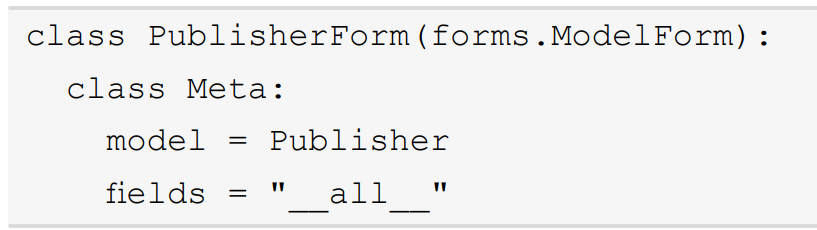 class PublisherForm(forms.ModelForm):
  class Meta:
    model = Publisher
    fields = "__all__"